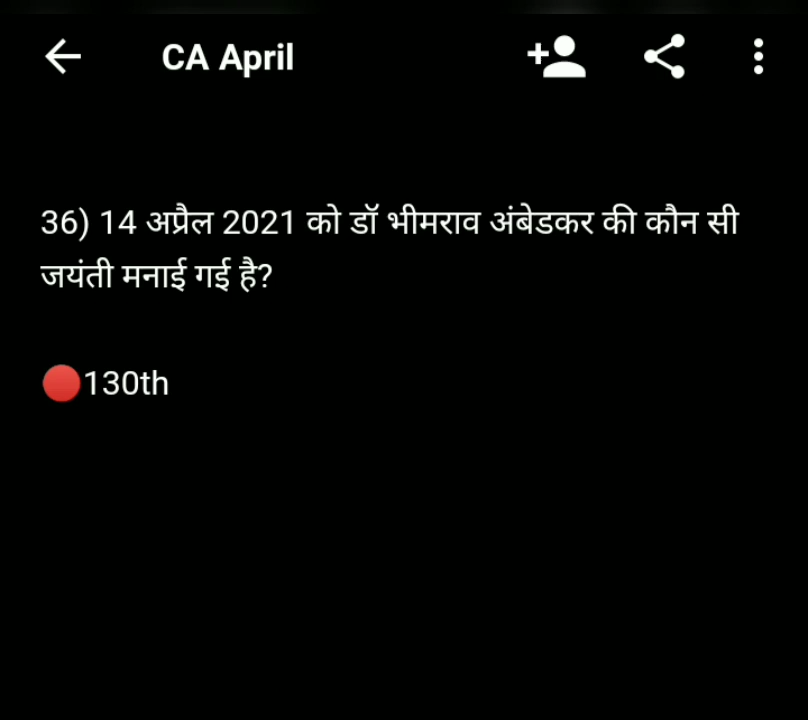 CA April
36) 14 अप्रैल 2021 को डॉ भीमराव अंबेडकर की कौन सी
जयंती मनाई गई है?
🔴130th